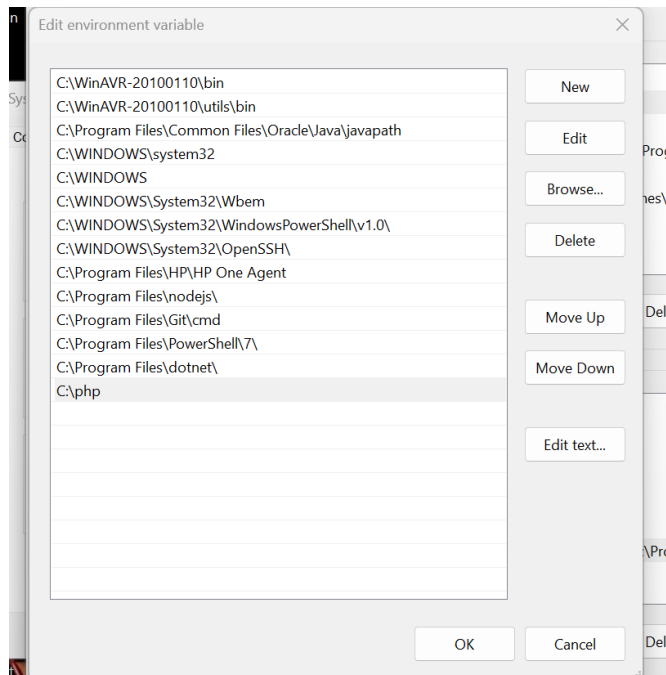 Edit environment variable
C:\WinAVR-20100110\bin
C:\WinAVR-20100110\utils\bin
C:\Program Files\Common Files\Oracle\Java\javapath
C:\WINDOWS\system32
C:\WINDOWS
C:\WINDOWS\System32\Wbem
C:\WINDOWS\System32\WindowsPowerShell\v1.0\
C:\WINDOWS\System32\OpenSSH\
C:\Program Files\HP\HP One Agent
C:\Program Files\nodejs\
C:\Program Files\Git\cmd
C:\Program Files\PowerShell\7\
C:\Program Files\dotnet\
C:\php
New
Edit
Browse...
Delete
Move Up
Move Down
Edit text...
OK
Cancel